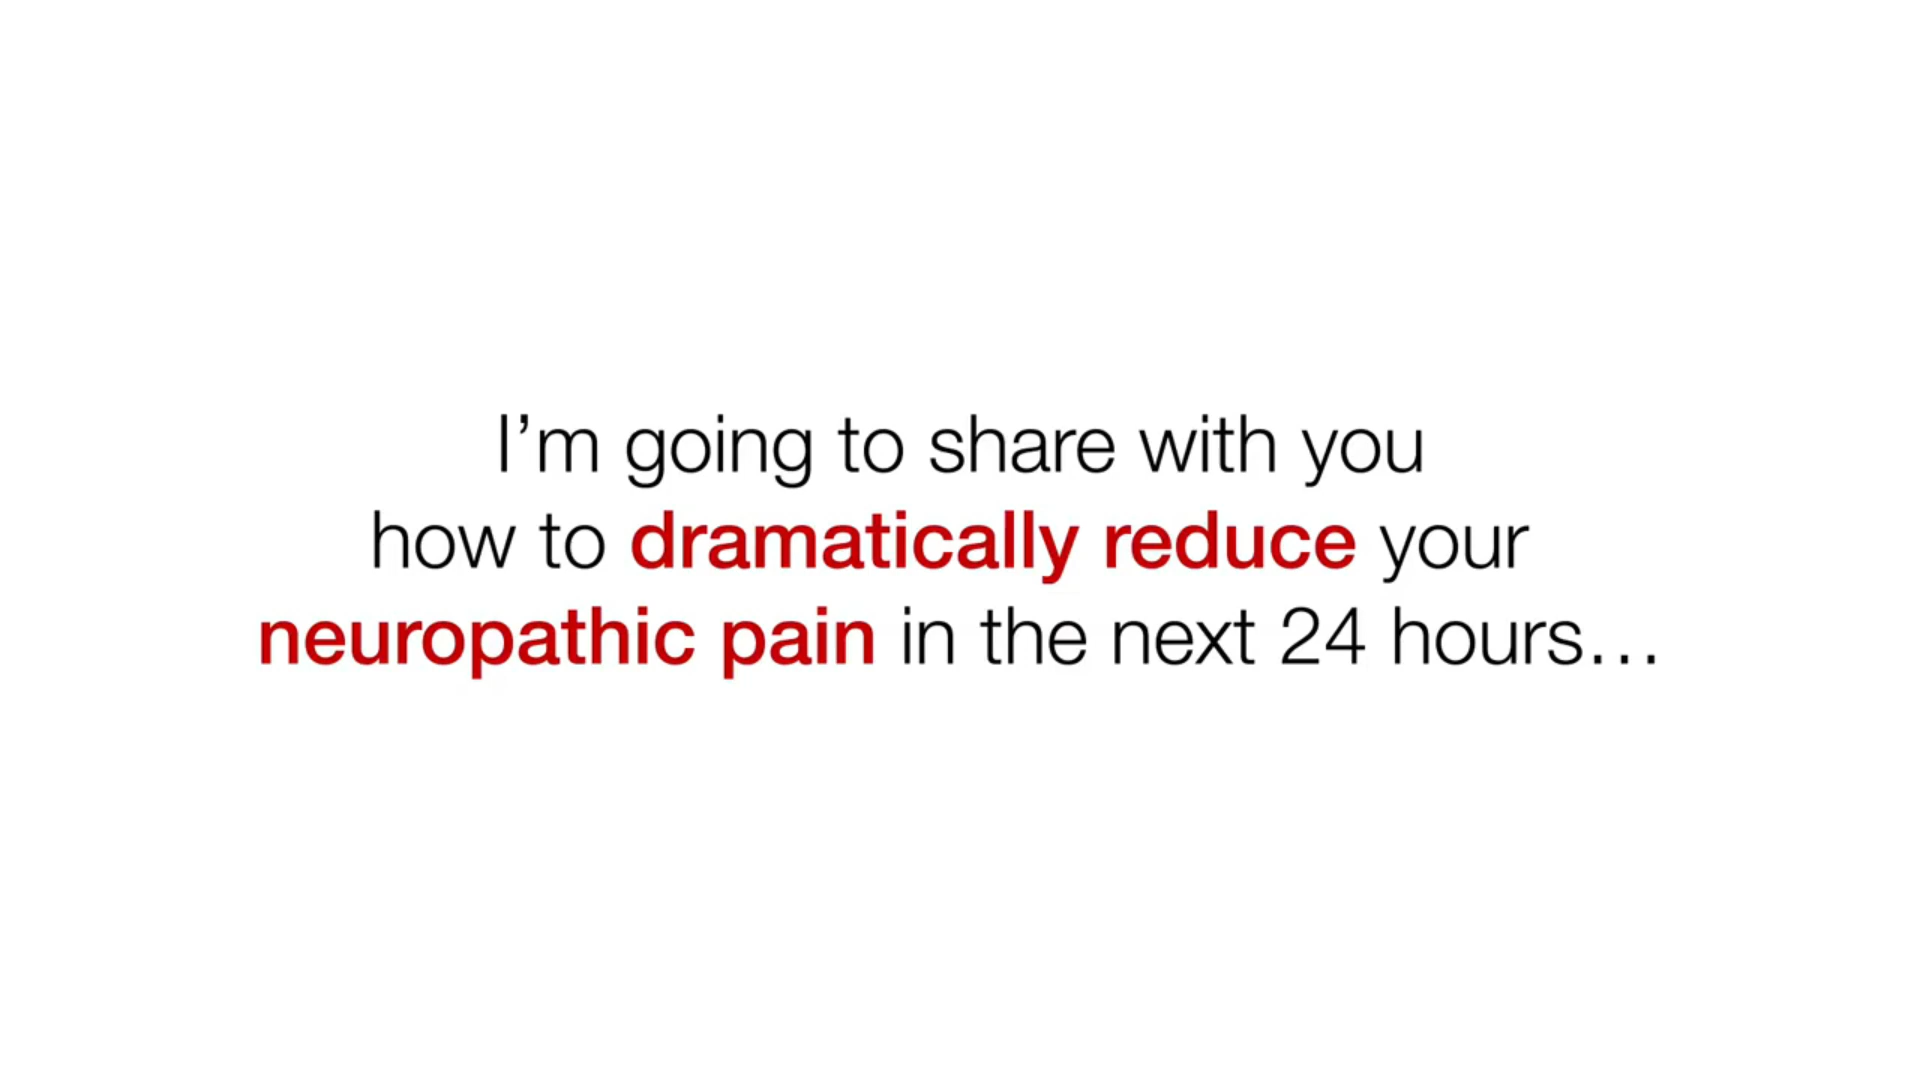 I’m going to share with you
how to dramatically reduce your
neuropathic pain in the next 24 hours…